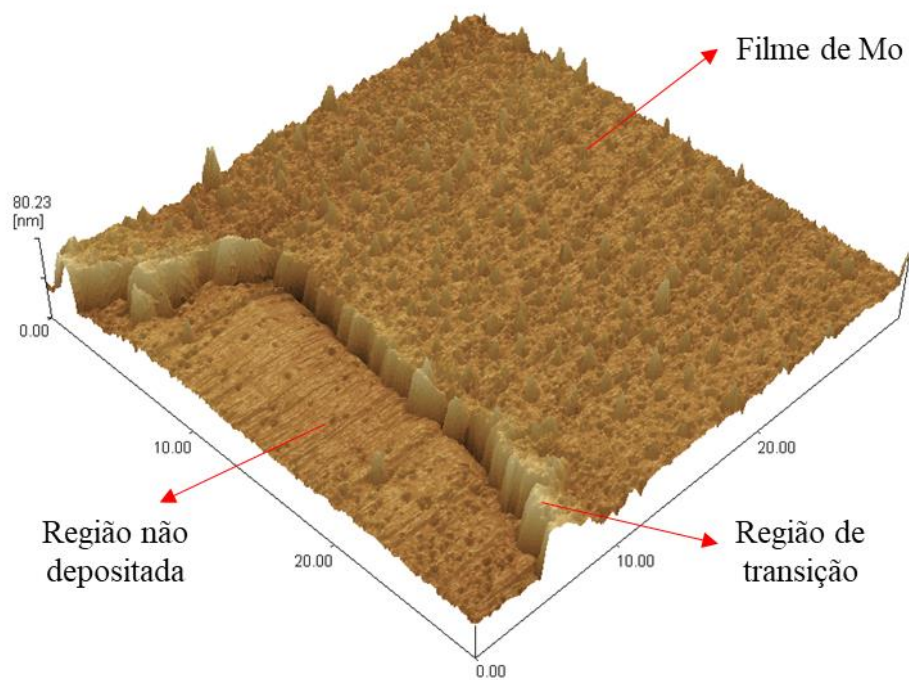 Filme de Mo
80.23
[nm]
0.00
10.00
20.00
20.00
10.00
0.00
Região não
depositada
Região de
transição